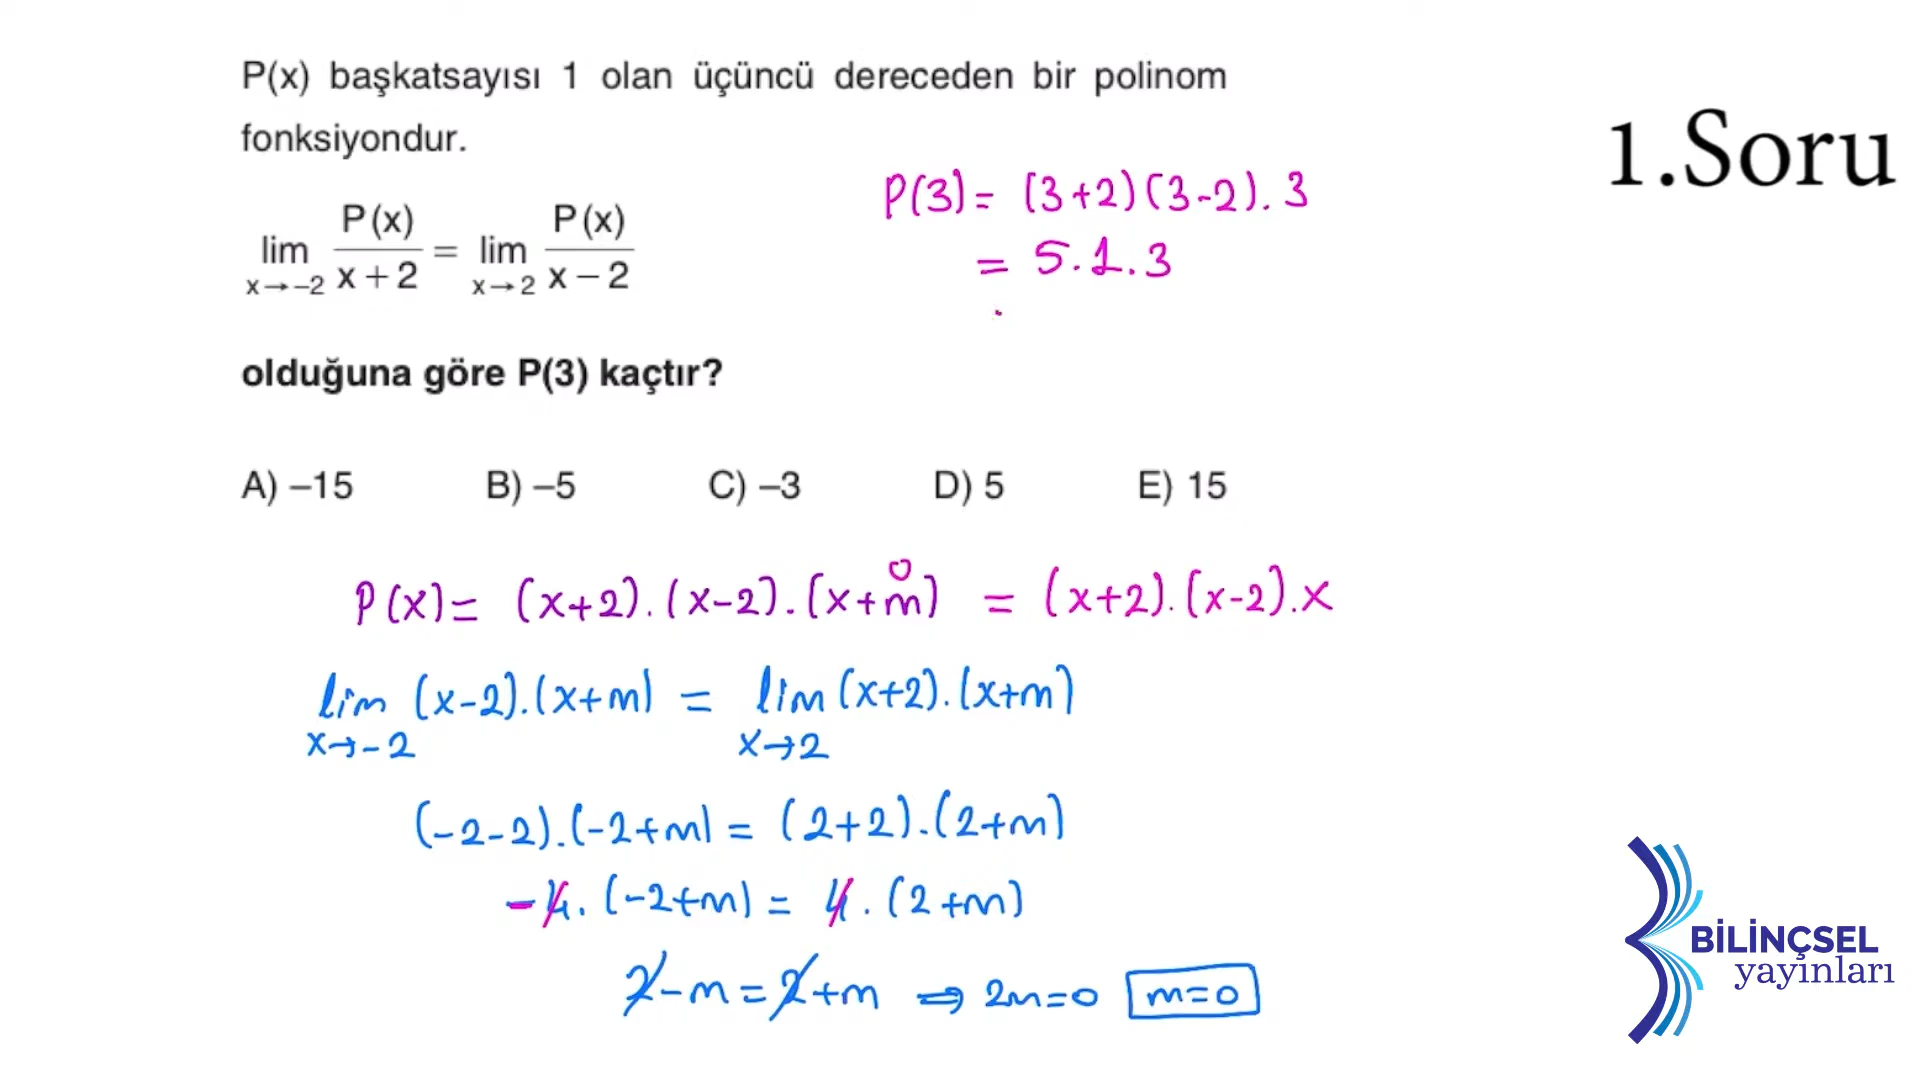 P(x) başkatsayısı 1 olan üçüncü dereceden bir polinom
fonksiyondur.
1.Soru
lim x→−2 P(x)/(x+2) = lim x→2 P(x)/(x−2)
P(3) = (3+2)(3-2).3
= 5.1.3
olduğuna göre P(3) kaçtır?
A) –15 B) –5 C) –3 D) 5 E) 15
P(x) = (x+2).(x-2).(x+m) = (x+2).(x-2).x
0
lim x→-2 (x-2).(x+m) = lim x→2 (x+2).(x+m)
(-2-2).(-2+m) = (2+2).(2+m)
-4.(-2+m) = 4.(2+m)
2-m=2+m ⇒ 2m=0 m=0
BİLİNÇSEL
yayınları